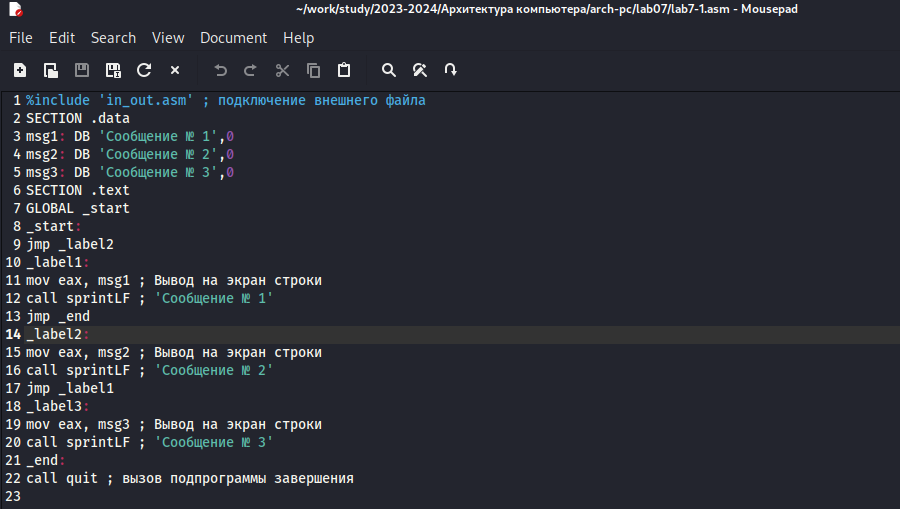 ~/work/study/2023-2024/Архитектура компьютера/arch-pc/lab07/lab7-1.asm - Mousepad
File Edit Search View Document Help
1 %include 'in_out.asm' ; подключение внешнего файла
2 SECTION .data
3 msg1: DB 'Сообщение № 1',0
4 msg2: DB 'Сообщение № 2',0
5 msg3: DB 'Сообщение № 3',0
6 SECTION .text
7 GLOBAL _start
8 _start:
9 jmp _label2
10 _label1:
11 mov eax, msg1 ; Вывод на экран строки
12 call sprintLF ; 'Сообщение № 1'
13 jmp _end
14 _label2:
15 mov eax, msg2 ; Вывод на экран строки
16 call sprintLF ; 'Сообщение № 2'
17 jmp _label1
18 _label3:
19 mov eax, msg3 ; Вывод на экран строки
20 call sprintLF ; 'Сообщение № 3'
21 _end:
22 call quit ; вызов подпрограммы завершения
23